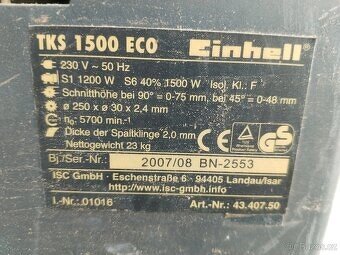 TKS 1500 ECO Einhell
230 V ~ 50 Hz
S1 1200 W S6 40% 1500 W Isol. Kl.: F
Schnitthöhe bei 90° = 0-75 mm, bei 45° = 0-48 mm
ø 250 x ø 30 x 2,4 mm
n₀: 5700 min.-¹
Dicke der Spaltklinge 2,0 mm
Nettogewicht 23 kg
Bj/Ser-Nr.: 2007/08 BN-2553
ISC GmbH - Eschenstraße 6 - 94405 Landau/Isar
http://www.isc-gmbh.info/
I.-Nr.:01016 Art.-Nr.: 43.407.50